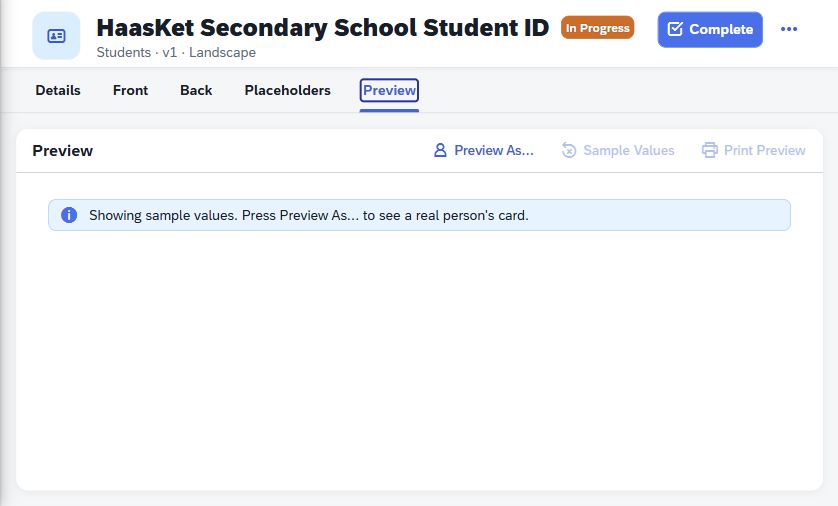 HaasKet Secondary School Student ID
In Progress
Complete
Students · v1 · Landscape
Details
Front
Back
Placeholders
Preview
Preview
Preview As...
Sample Values
Print Preview
Showing sample values. Press Preview As... to see a real person's card.